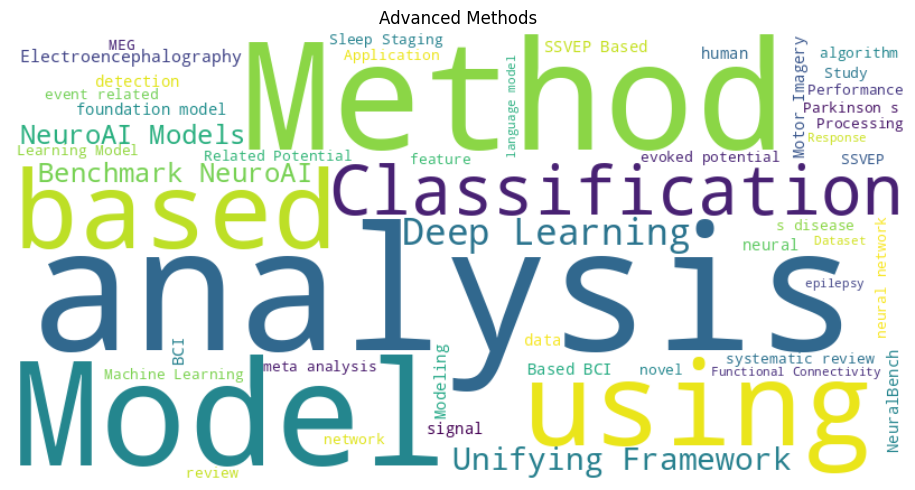 Advanced Methods
MEG
Electroencephalography
Sleep Staging
Application
SSVEP Based
human
Motor Imagery
algorithm
Study
Performance
Parkinson s
Processing
Response
detection
event related
foundation model
Method
language model
NeuroAI Models
Learning Model
Related Potential
feature
evoked potential
SSVEP
Benchmark NeuroAI
Classification
based
Deep Learning
s disease
neural
Dataset
neural network
analysis
epilepsy
data
BCI
Machine Learning
meta analysis
Modeling
Based BCI
novel
systematic review
Functional Connectivity
NeuralBench
Model
using
signal
network
Unifying Framework
review